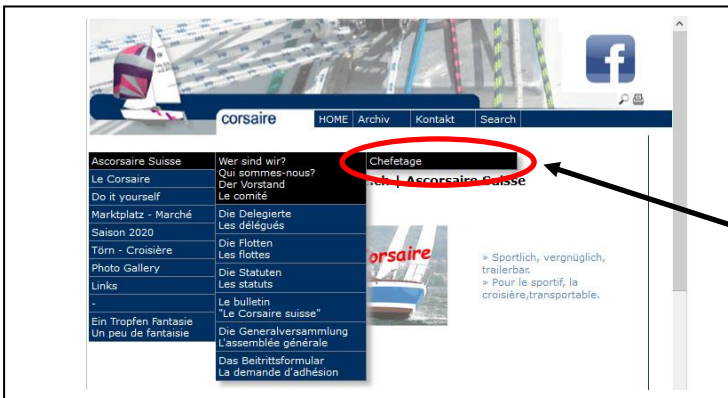 corsaire
HOME
Archiv
Kontakt
Search
Ascorsaire Suisse
Le Corsaire
Do it yourself
Marktplatz - Marché
Saison 2020
Törn - Croisière
Photo Gallery
Links
-
Ein Tropfen Fantasie
Un peu de fantaisie
Wer sind wir?
Qui sommes-nous?
Der Vorstand
Le comité
Die Delegierte
Les délégués
Die Flotten
Les flottes
Die Statuten
Les statuts
Le bulletin
"Le Corsaire suisse"
Die Generalversammlung
L'assemblée générale
Das Beitrittsformular
La demande d'adhésion
Chefetage
.ch | Ascorsaire Suisse
orsaire
» Sportlich, vergnüglich,
trailerbar.
» Pour le sportif, la
croisière,transportable.
f